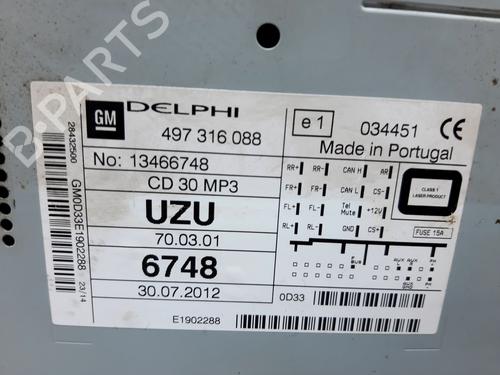 GM DELPHI
497 316 088
e 1 034451 CE
Made in Portugal
No: 13466748
CD 30 MP3
UZU
70.03.01
6748
30.07.2012
E1902288
28432500
GM0D33E1902288
23/14
RR+ RR- CAN H AR
FR+ FR- CAN L CS-
FL+ FL- Tel Mute +12V
RL+ RL- GND CS+
CLASS 1
LASER PRODUCT
FUSE 15A
0D33
B-PARTS